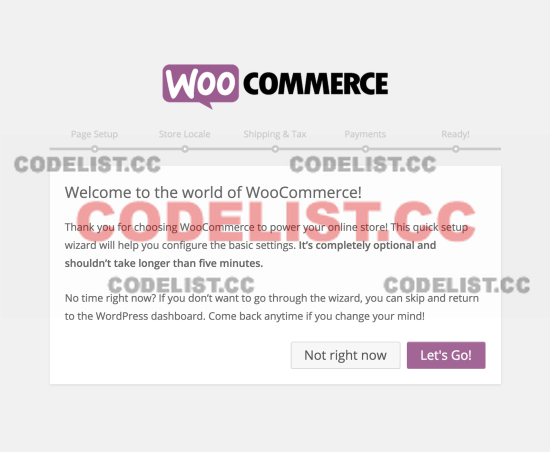 WOO COMMERCE
Page Setup Store Locale Shipping & Tax Payments Ready!
CODELIST.CC CODELIST.CC
Welcome to the world of WooCommerce!
CODELIST.CC
Thank you for choosing WooCommerce to power your online store! This quick setup
wizard will help you configure the basic settings. It's completely optional and
shouldn't take longer than five minutes.
CODELIST.CC CODELIST.CC
No time right now? If you don't want to go through the wizard, you can skip and return
to the WordPress dashboard. Come back anytime if you change your mind!
Not right now Let's Go!